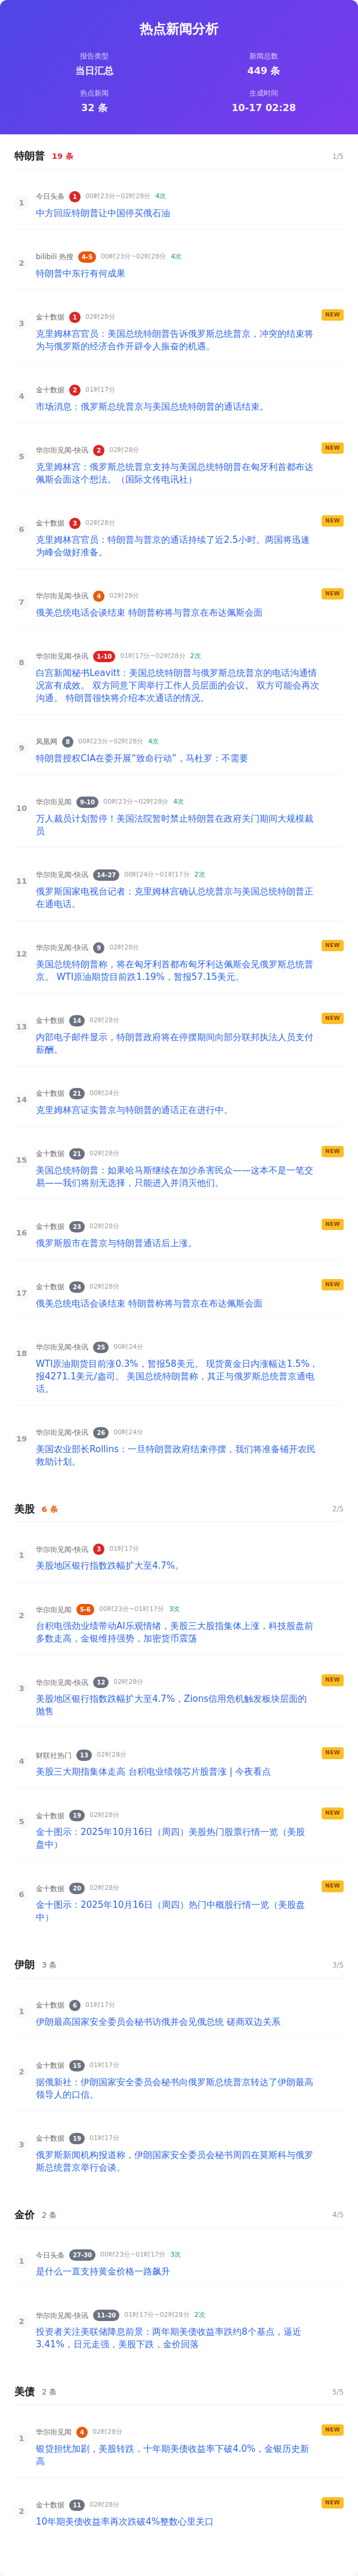 热点新闻分析
报告类型
当日汇总
新闻总数
449 条
热点新闻
32 条
生成时间
10-17 02:28
特朗普 19 条 1/5
1
今日头条 1 00时23分~02时28分 4次
中方回应特朗普让中国停买俄石油
2
bilibili 热搜 4-5 00时23分~02时28分 4次
特朗普中东行有何成果
3
金十数据 1 02时28分 NEW
克里姆林宫官员：美国总统特朗普告诉俄罗斯总统普京，冲突的结束将
为与俄罗斯的经济合作开辟令人振奋的机遇。
4
金十数据 2 01时17分
市场消息：俄罗斯总统普京与美国总统特朗普的通话结束。
5
华尔街见闻-快讯 2 02时28分 NEW
克里姆林宫：俄罗斯总统普京支持与美国总统特朗普在匈牙利首都布达
佩斯会面这个想法。（国际文传电讯社）
6
金十数据 3 02时28分 NEW
克里姆林宫官员：特朗普与普京的通话持续了近2.5小时。两国将迅速
为峰会做好准备。
7
华尔街见闻-快讯 4 02时28分 NEW
俄美总统电话会谈结束 特朗普称将与普京在布达佩斯会面
8
华尔街见闻-快讯 1-10 01时17分~02时28分 2次
白宫新闻秘书Leavitt：美国总统特朗普与俄罗斯总统普京的电话沟通情
况富有成效。 双方同意下周举行工作人员层面的会议。 双方可能会再次
沟通。 特朗普很快将介绍本次通话的情况。
9
凤凰网 8 00时23分~02时28分 4次
特朗普授权CIA在委开展“致命行动”，马杜罗：不需要
10
华尔街见闻 9-10 00时23分~02时28分 4次
万人裁员计划暂停！美国法院暂时禁止特朗普在政府关门期间大规模裁
员
11
华尔街见闻-快讯 14-27 00时24分~01时17分 2次
俄罗斯国家电视台记者：克里姆林宫确认总统普京与美国总统特朗普正
在通电话。
12
华尔街见闻-快讯 9 02时28分 NEW
美国总统特朗普称，将在匈牙利首都布甸牙利达佩斯会见俄罗斯总统普
京。 WTI原油期货目前跌1.19%，暂报57.15美元。
13
金十数据 14 02时28分 NEW
内部电子邮件显示，特朗普政府将在停摆期间向部分联邦执法人员支付
薪酬。
14
金十数据 21 00时24分
克里姆林宫证实普京与特朗普的通话正在进行中。
15
金十数据 21 02时28分 NEW
美国总统特朗普：如果哈马斯继续在加沙杀害民众——这本不是一笔交
易——我们将别无选择，只能进入并消灭他们。
16
金十数据 23 02时28分 NEW
俄罗斯股市在普京与特朗普通话后上涨。
17
金十数据 24 02时28分 NEW
俄美总统电话会谈结束 特朗普称将与普京在布达佩斯会面
18
华尔街见闻-快讯 25 00时24分
WTI原油期货目前涨0.3%，暂报58美元。 现货黄金日内涨幅达1.5%，
报4271.1美元/盎司。 美国总统特朗普称，其正与俄罗斯总统普京通电
话。
19
华尔街见闻-快讯 26 00时24分
美国农业部长Rollins：一旦特朗普政府结束停摆，我们将准备铺开农民
救助计划。
美股 6 条 2/5
1
华尔街见闻-快讯 3 01时17分
美股地区银行指数跌幅扩大至4.7%。
2
华尔街见闻 5-6 00时23分~01时17分 3次
台积电强劲业绩带动AI乐观情绪，美股三大股指集体上涨，科技股盘前
多数走高，金银维持强势，加密货币震荡
3
华尔街见闻-快讯 12 02时28分 NEW
美股地区银行指数跌幅扩大至4.7%，Zions信用危机触发板块层面的
抛售
4
财联社热门 13 02时28分 NEW
美股三大期指集体走高 台积电业绩领芯片股普涨 | 今夜看点
5
金十数据 19 02时28分 NEW
金十图示：2025年10月16日（周四）美股热门股票行情一览（美股
盘中）
6
金十数据 20 02时28分 NEW
金十图示：2025年10月16日（周四）热门中概股行情一览（美股盘
中）
伊朗 3 条 3/5
1
金十数据 6 01时17分
伊朗最高国家安全委员会秘书访俄并会见俄总统 磋商双边关系
2
金十数据 15 01时17分
据俄新社：伊朗国家安全委员会秘书向俄罗斯总统普京转达了伊朗最高
领导人的口信。
3
金十数据 19 01时17分
俄罗斯新闻机构报道称，伊朗国家安全委员会秘书周四在莫斯科与俄罗
斯总统普京举行会谈。
金价 2 条 4/5
1
今日头条 27-30 00时23分~01时17分 3次
是什么一直支持黄金价格一路飙升
2
华尔街见闻-快讯 11-20 01时17分~02时28分 2次
投资者关注美联储降息前景：两年期美债收益率跌约8个基点，逼近
3.41%，日元走强，美股下跌，金价回落
美债 2 条 5/5
1
华尔街见闻 4 02时28分 NEW
银贷担忧加剧，美股转跌，十年期美债收益率下破4.0%，金银历史新
高
2
金十数据 11 02时28分 NEW
10年期美债收益率再次跌破4%整数心里关口